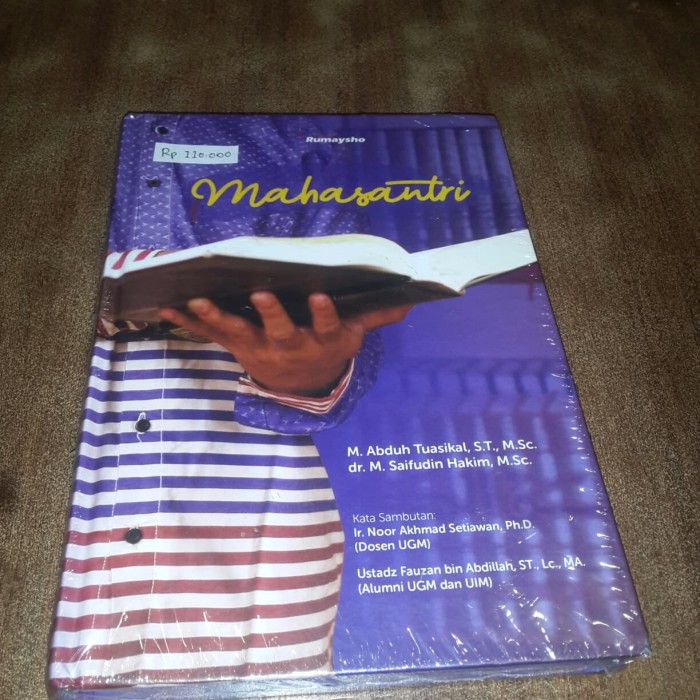 Rumaysho
Rp 110.000
Mahasantri
M. Abduh Tuasikal, S.T., M.Sc.
dr. M. Saifudin Hakim, M.Sc.
Kata Sambutan:
Ir. Noor Akhmad Setiawan, Ph.D.
(Dosen UGM)
Ustadz Fauzan bin Abdillah, ST., Lc., MA.
(Alumni UGM dan UIM)